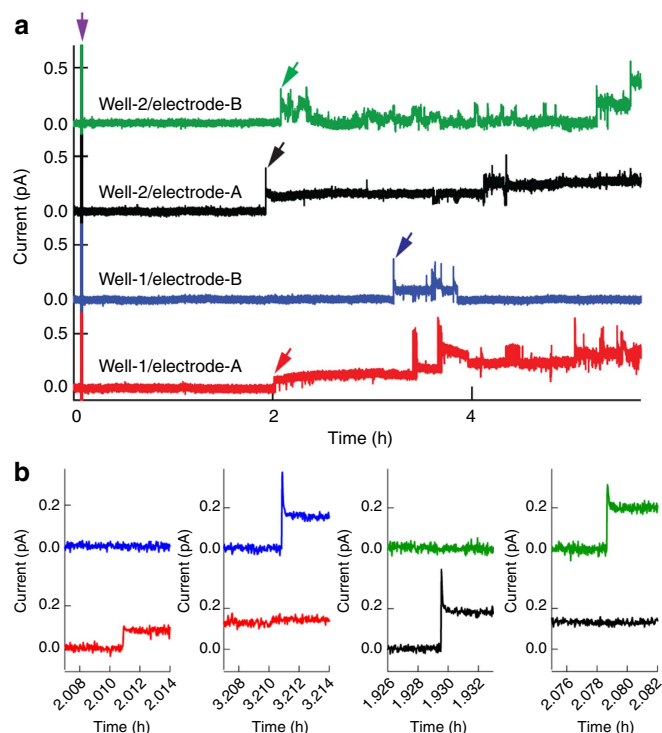 a
Current (pA)
0.5
Well-2/electrode-B
0.0
0.5
Well-2/electrode-A
0.0
0.5
Well-1/electrode-B
0.0
0.5
Well-1/electrode-A
0.0
0 2 4
Time (h)
b
Current (pA) Current (pA) Current (pA) Current (pA)
0.2 0.2 0.2 0.2
0.0 0.0 0.0 0.0
0.2 0.2 0.2 0.2
0.0 0.0 0.0 0.0
2.008 2.010 2.012 2.014 3.208 3.210 3.212 3.214 1.926 1.928 1.930 1.932 2.076 2.078 2.080 2.082
Time (h) Time (h) Time (h) Time (h)